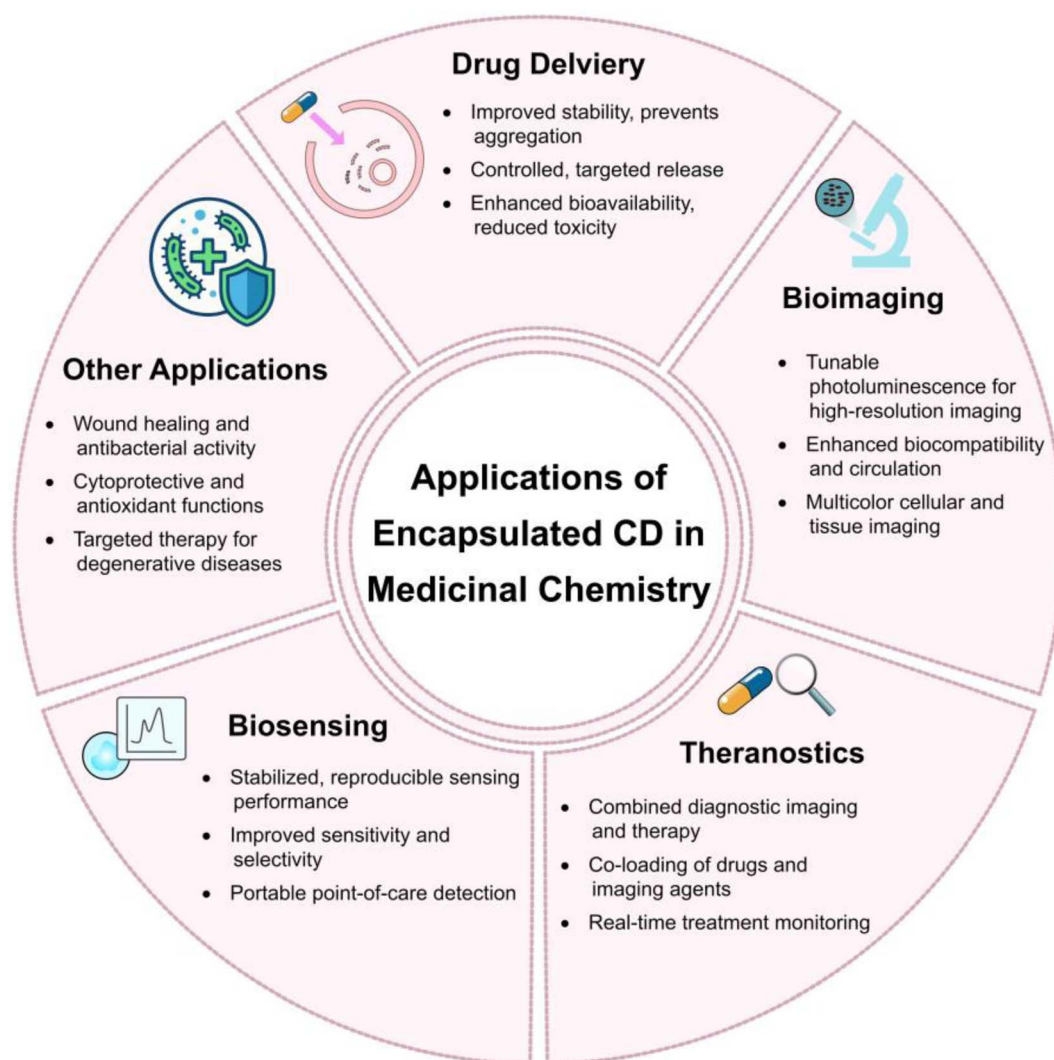 Drug Delviery
• Improved stability, prevents
aggregation
• Controlled, targeted release
• Enhanced bioavailability,
reduced toxicity
Bioimaging
• Tunable
photoluminescence for
high-resolution imaging
• Enhanced biocompatibility
and circulation
• Multicolor cellular and
tissue imaging
Theranostics
• Combined diagnostic imaging
and therapy
• Co-loading of drugs and
imaging agents
• Real-time treatment monitoring
Biosensing
• Stabilized, reproducible sensing
performance
• Improved sensitivity and
selectivity
• Portable point-of-care detection
Other Applications
• Wound healing and
antibacterial activity
• Cytoprotective and
antioxidant functions
• Targeted therapy for
degenerative diseases
Applications of
Encapsulated CD in
Medicinal Chemistry